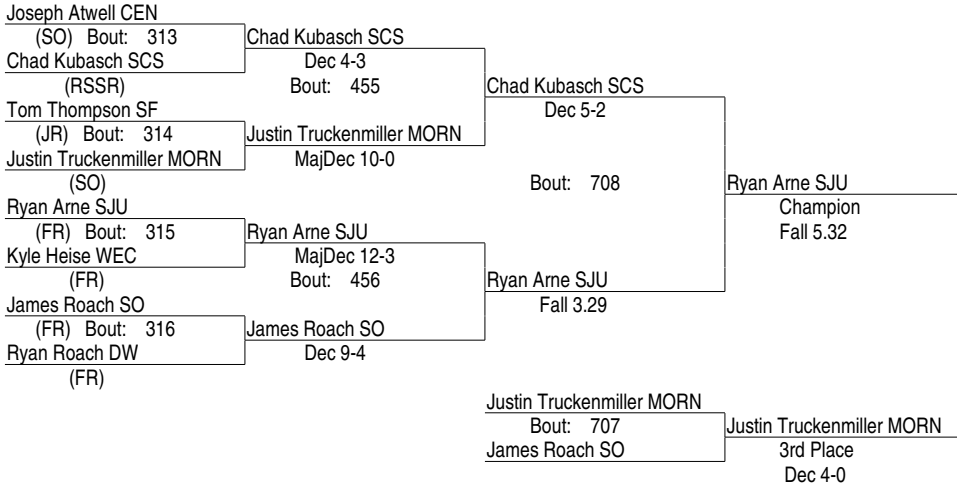 Joseph Atwell CEN
(SO) Bout: 313
Chad Kubasch SCS
Chad Kubasch SCS
Dec 4-3
(RSSR)
Bout: 455
Chad Kubasch SCS
Tom Thompson SF
Dec 5-2
(JR) Bout: 314
Justin Truckenmiller MORN
Justin Truckenmiller MORN
MajDec 10-0
(SO)
Bout: 708
Ryan Arne SJU
Ryan Arne SJU
Champion
(FR) Bout: 315
Ryan Arne SJU
Fall 5.32
Kyle Heise WEC
MajDec 12-3
(FR)
Bout: 456
Ryan Arne SJU
James Roach SO
Fall 3.29
(FR) Bout: 316
James Roach SO
Ryan Roach DW
Dec 9-4
(FR)
Justin Truckenmiller MORN
Bout: 707
Justin Truckenmiller MORN
James Roach SO
3rd Place
Dec 4-0